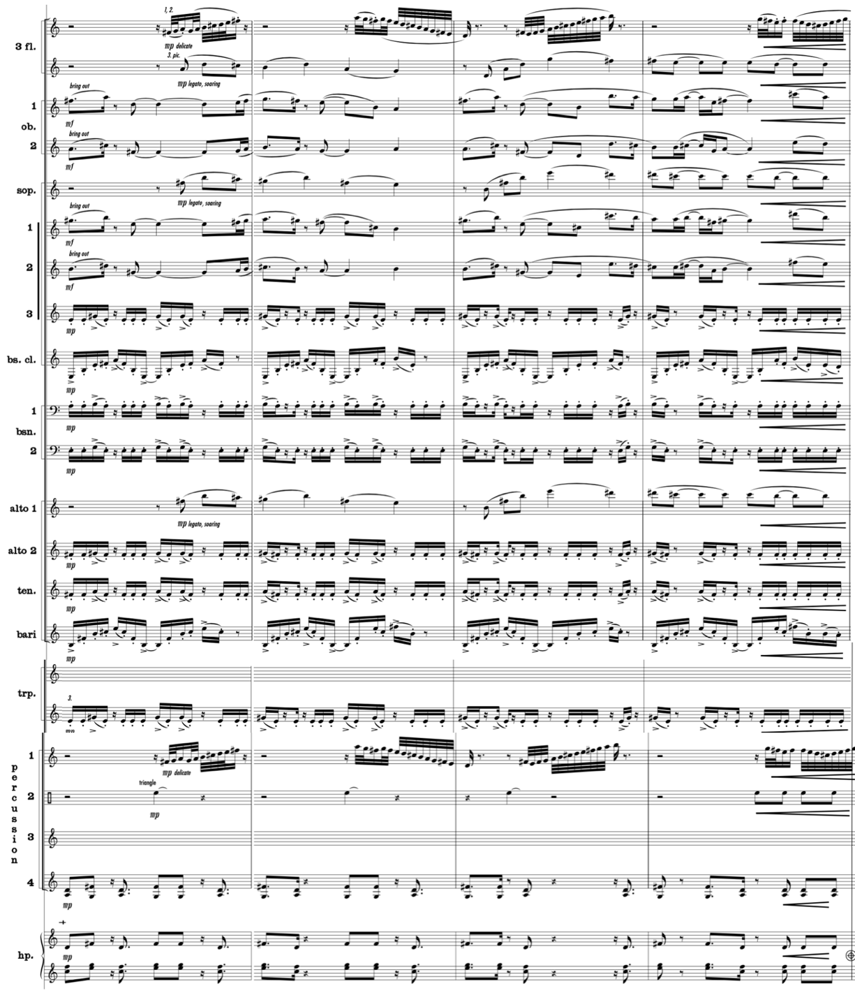 1, 2.
3 fl.
mp delicate
3. pic.
mp legato, soaring
bring out
1
mf
ob.
bring out
2
mf
sop.
mp legato, soaring
bring out
1
mf
bring out
2
mf
3
mp
bs. cl.
mp
1
mp
bsn.
2
mp
alto 1
mp legato, soaring
alto 2
mp
ten.
mp
bari
mp
trp.
3.
mp
percussion
1
mp delicate
triangle
2
mp
3
4
mp
hp.
mp